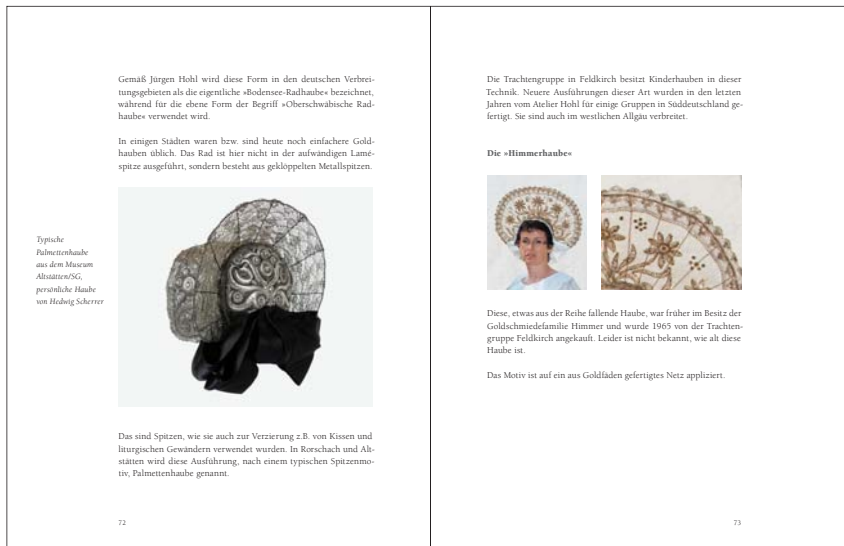 Gemäß Jürgen Hohl wird diese Form in den deutschen Verbrei-
tungsgebieten als die eigentliche »Bodensee-Radhaube« bezeichnet,
während für die ebene Form der Begriff »Oberschwäbische Rad-
haube« verwendet wird.
In einigen Städten waren bzw. sind heute noch einfachere Gold-
hauben üblich. Das Rad ist hier nicht in der aufwändigen Lamé-
spitze ausgeführt, sondern besteht aus geklöppelten Metallspitzen.
Typische
Palmettenhaube
aus dem Museum
Altstätten/SG,
persönliche Haube
von Hedwig Scherrer
Das sind Spitzen, wie sie auch zur Verzierung z.B. von Kissen und
liturgischen Gewändern verwendet wurden. In Rorschach und Alt-
stätten wird diese Ausführung, nach einem typischen Spitzenmo-
tiv, Palmettenhaube genannt.
72
Die Trachtengruppe in Feldkirch besitzt Kinderhauben in dieser
Technik. Neuere Ausführungen dieser Art wurden in den letzten
Jahren vom Atelier Hohl für einige Gruppen in Süddeutschland ge-
fertigt. Sie sind auch im westlichen Allgäu verbreitet.
Die »Himmerhaube«
Diese, etwas aus der Reihe fallende Haube, war früher im Besitz der
Goldschmiedefamilie Himmer und wurde 1965 von der Trachten-
gruppe Feldkirch angekauft. Leider ist nicht bekannt, wie alt diese
Haube ist.
Das Motiv ist auf ein aus Goldfäden gefertigtes Netz appliziert.
73